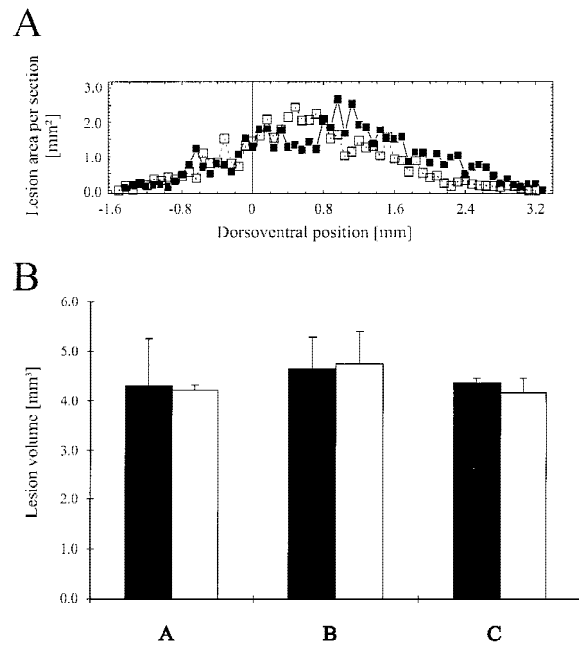 A
Lesion area per section
[mm²]
3.0
2.0
1.0
0.0
-1.6 -0.8 0 0.8 1.6 2.4 3.2
Dorsoventral position [mm]
B
Lesion volume [mm³]
6.0
5.0
4.0
3.0
2.0
1.0
0.0
A B C